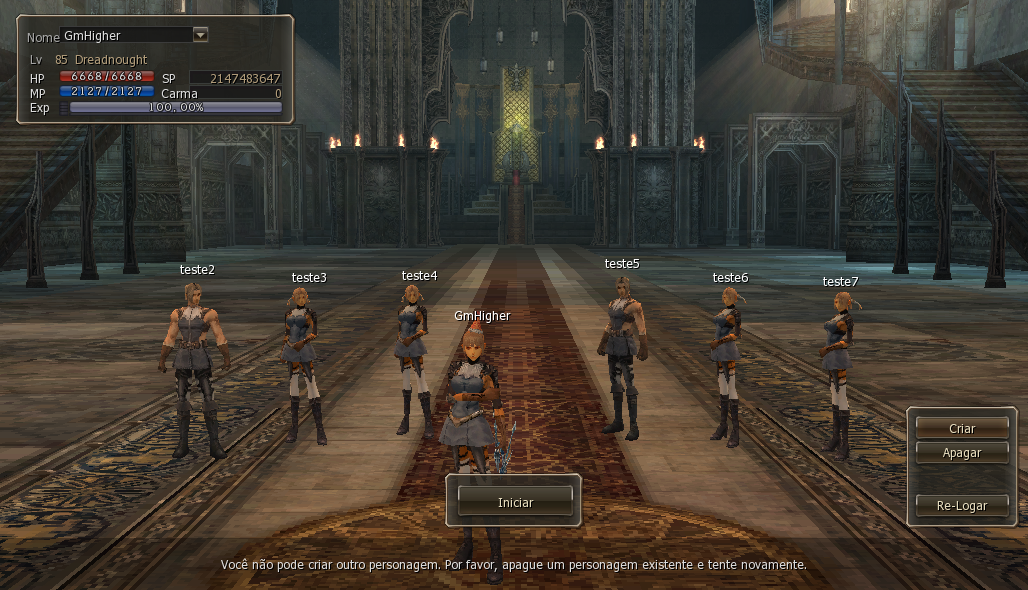 Nome GmHigher
Lv 85 Dreadnought
HP 6668/6668 SP 2147483647
MP 2127/2127 Carma 0
Exp 100.00%
teste2
teste3
teste4
GmHigher
teste5
teste6
teste7
Criar
Apagar
Re-Logar
Iniciar
Você não pode criar outro personagem. Por favor, apague um personagem existente e tente novamente.